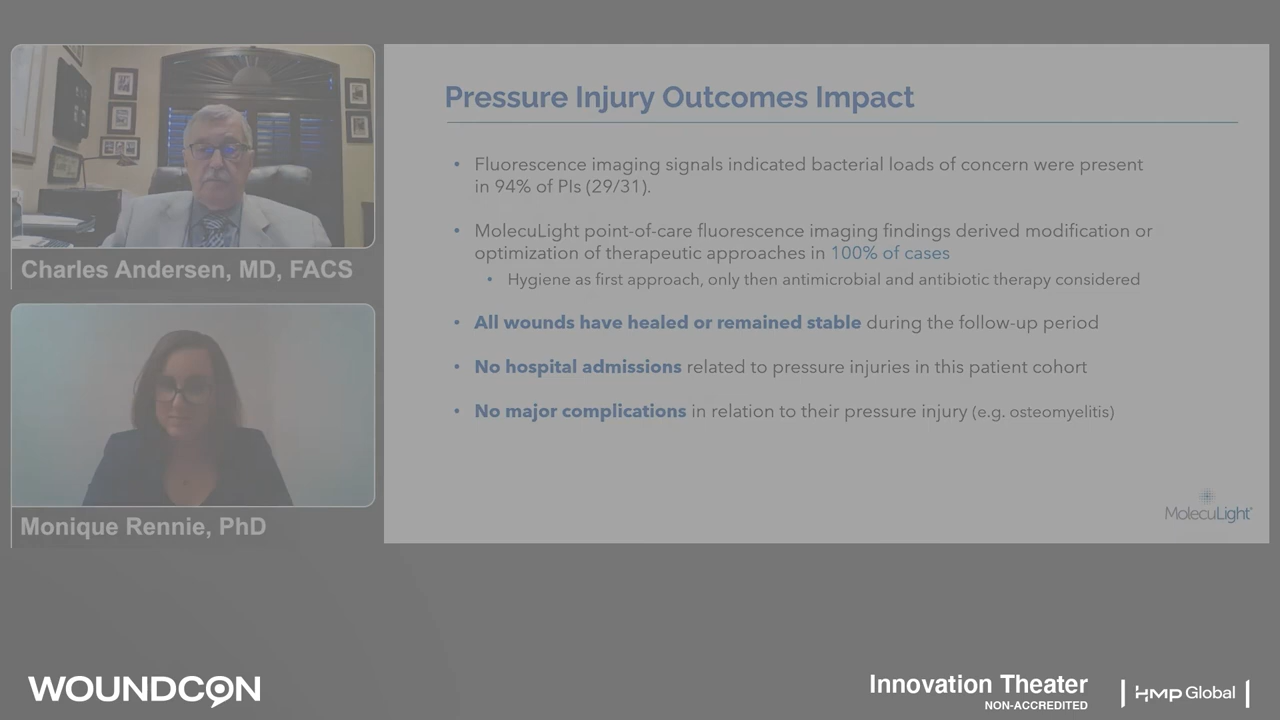 Charles Andersen, MD, FACS
Monique Rennie, PhD
Pressure Injury Outcomes Impact
• Fluorescence imaging signals indicated bacterial loads of concern were present
in 94% of PIs (29/31).
• MolecuLight point-of-care fluorescence imaging findings derived modification or
optimization of therapeutic approaches in 100% of cases
• Hygiene as first approach, only then antimicrobial and antibiotic therapy considered
• All wounds have healed or remained stable during the follow-up period
• No hospital admissions related to pressure injuries in this patient cohort
• No major complications in relation to their pressure injury (e.g. osteomyelitis)
MolecuLight
WOUNDCON
Innovation Theater
NON-ACCREDITED
HMP Global